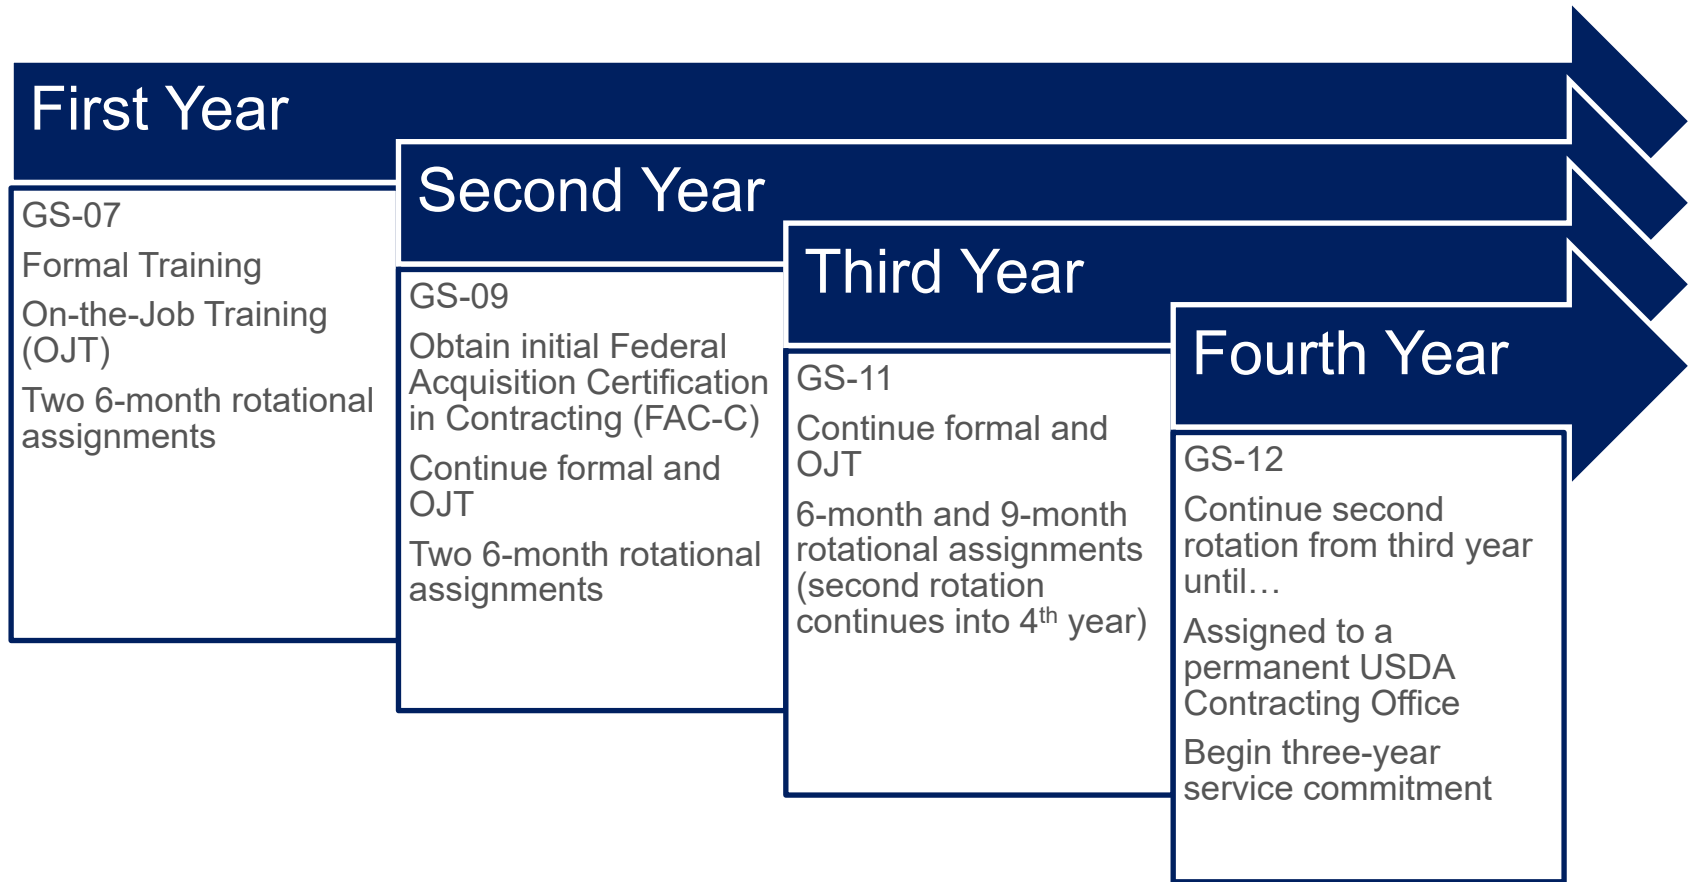 First Year
GS-07
Formal Training
On-the-Job Training
(OJT)
Two 6-month rotational
assignments
Second Year
GS-09
Obtain initial Federal
Acquisition Certification
in Contracting (FAC-C)
Continue formal and
OJT
Two 6-month rotational
assignments
Third Year
GS-11
Continue formal and
OJT
6-month and 9-month
rotational assignments
(second rotation
continues into 4th year)
Fourth Year
GS-12
Continue second
rotation from third year
until…
Assigned to a
permanent USDA
Contracting Office
Begin three-year
service commitment